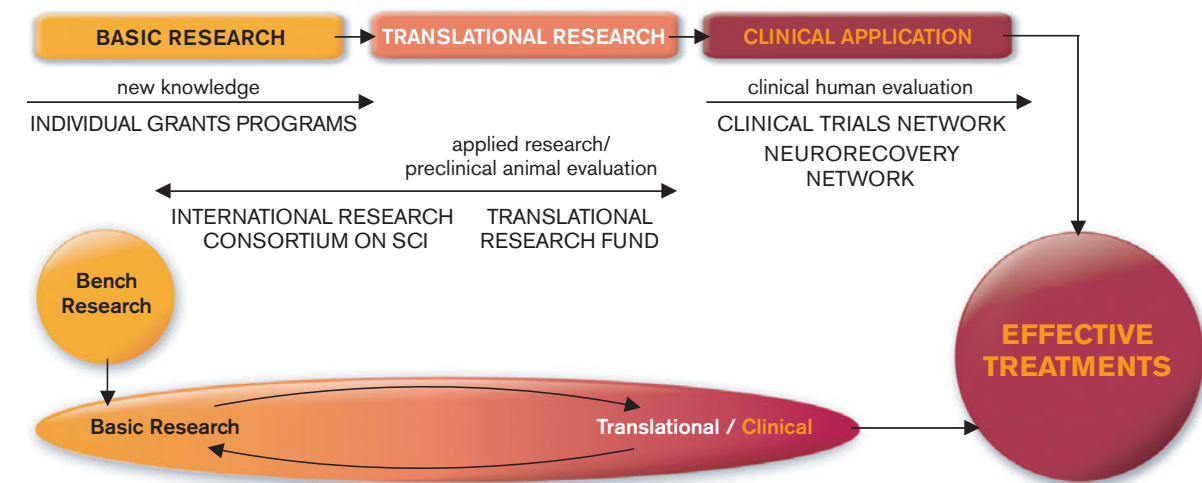 BASIC RESEARCH
TRANSLATIONAL RESEARCH
CLINICAL APPLICATION
new knowledge
INDIVIDUAL GRANTS PROGRAMS
clinical human evaluation
CLINICAL TRIALS NETWORK
NEURORECOVERY
NETWORK
applied research/
preclinical animal evaluation
INTERNATIONAL RESEARCH
CONSORTIUM ON SCI
TRANSLATIONAL
RESEARCH FUND
Bench
Research
EFFECTIVE
TREATMENTS
Basic Research
Translational / Clinical